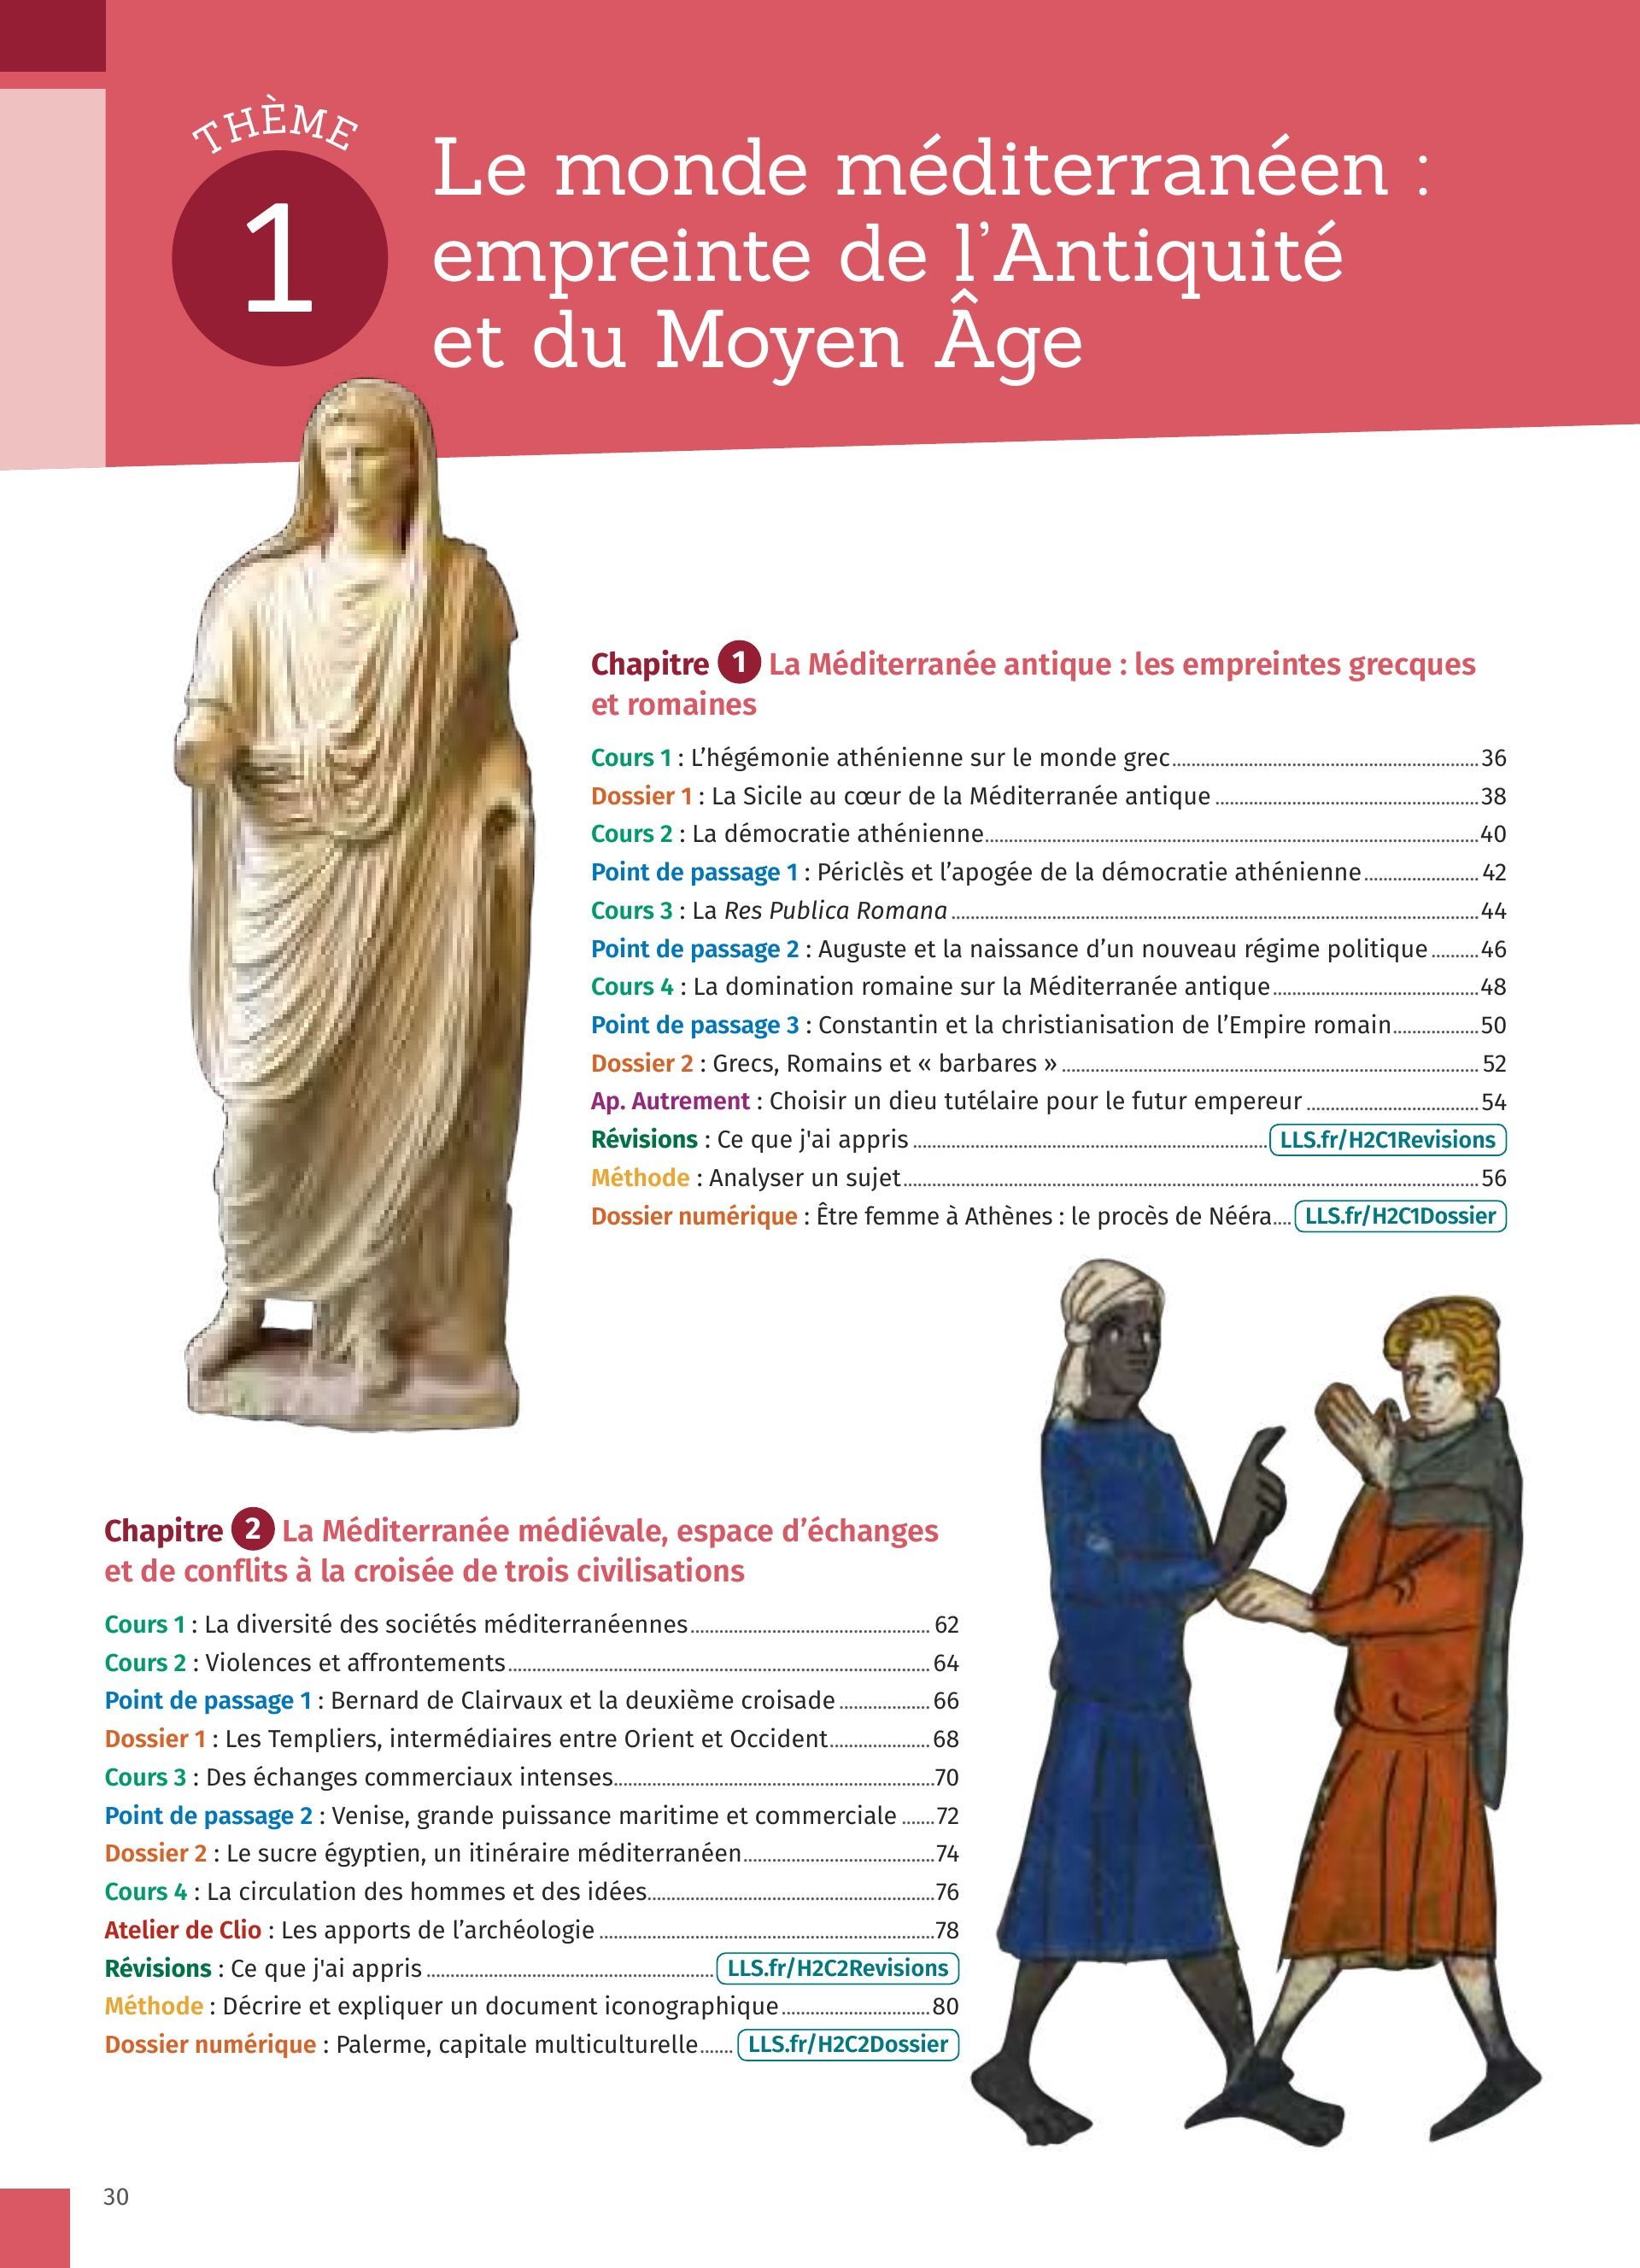 THÈME
1
Le monde méditerranéen :
empreinte de l’Antiquité
et du Moyen Âge
Chapitre 1 La Méditerranée antique : les empreintes grecques
et romaines
Cours 1 : L’hégémonie athénienne sur le monde grec 36
Dossier 1 : La Sicile au cœur de la Méditerranée antique 38
Cours 2 : La démocratie athénienne 40
Point de passage 1 : Périclès et l’apogée de la démocratie athénienne 42
Cours 3 : La Res Publica Romana 44
Point de passage 2 : Auguste et la naissance d’un nouveau régime politique 46
Cours 4 : La domination romaine sur la Méditerranée antique 48
Point de passage 3 : Constantin et la christianisation de l’Empire romain 50
Dossier 2 : Grecs, Romains et « barbares » 52
Ap. Autrement : Choisir un dieu tutélaire pour le futur empereur 54
Révisions : Ce que j'ai appris LLS.fr/H2C1Revisions
Méthode : Analyser un sujet 56
Dossier numérique : Être femme à Athènes : le procès de Nééra LLS.fr/H2C1Dossier
Chapitre 2 La Méditerranée médiévale, espace d’échanges
et de conflits à la croisée de trois civilisations
Cours 1 : La diversité des sociétés méditerranéennes 62
Cours 2 : Violences et affrontements 64
Point de passage 1 : Bernard de Clairvaux et la deuxième croisade 66
Dossier 1 : Les Templiers, intermédiaires entre Orient et Occident 68
Cours 3 : Des échanges commerciaux intenses 70
Point de passage 2 : Venise, grande puissance maritime et commerciale 72
Dossier 2 : Le sucre égyptien, un itinéraire méditerranéen 74
Cours 4 : La circulation des hommes et des idées 76
Atelier de Clio : Les apports de l’archéologie 78
Révisions : Ce que j'ai appris LLS.fr/H2C2Revisions
Méthode : Décrire et expliquer un document iconographique 80
Dossier numérique : Palerme, capitale multiculturelle LLS.fr/H2C2Dossier
30